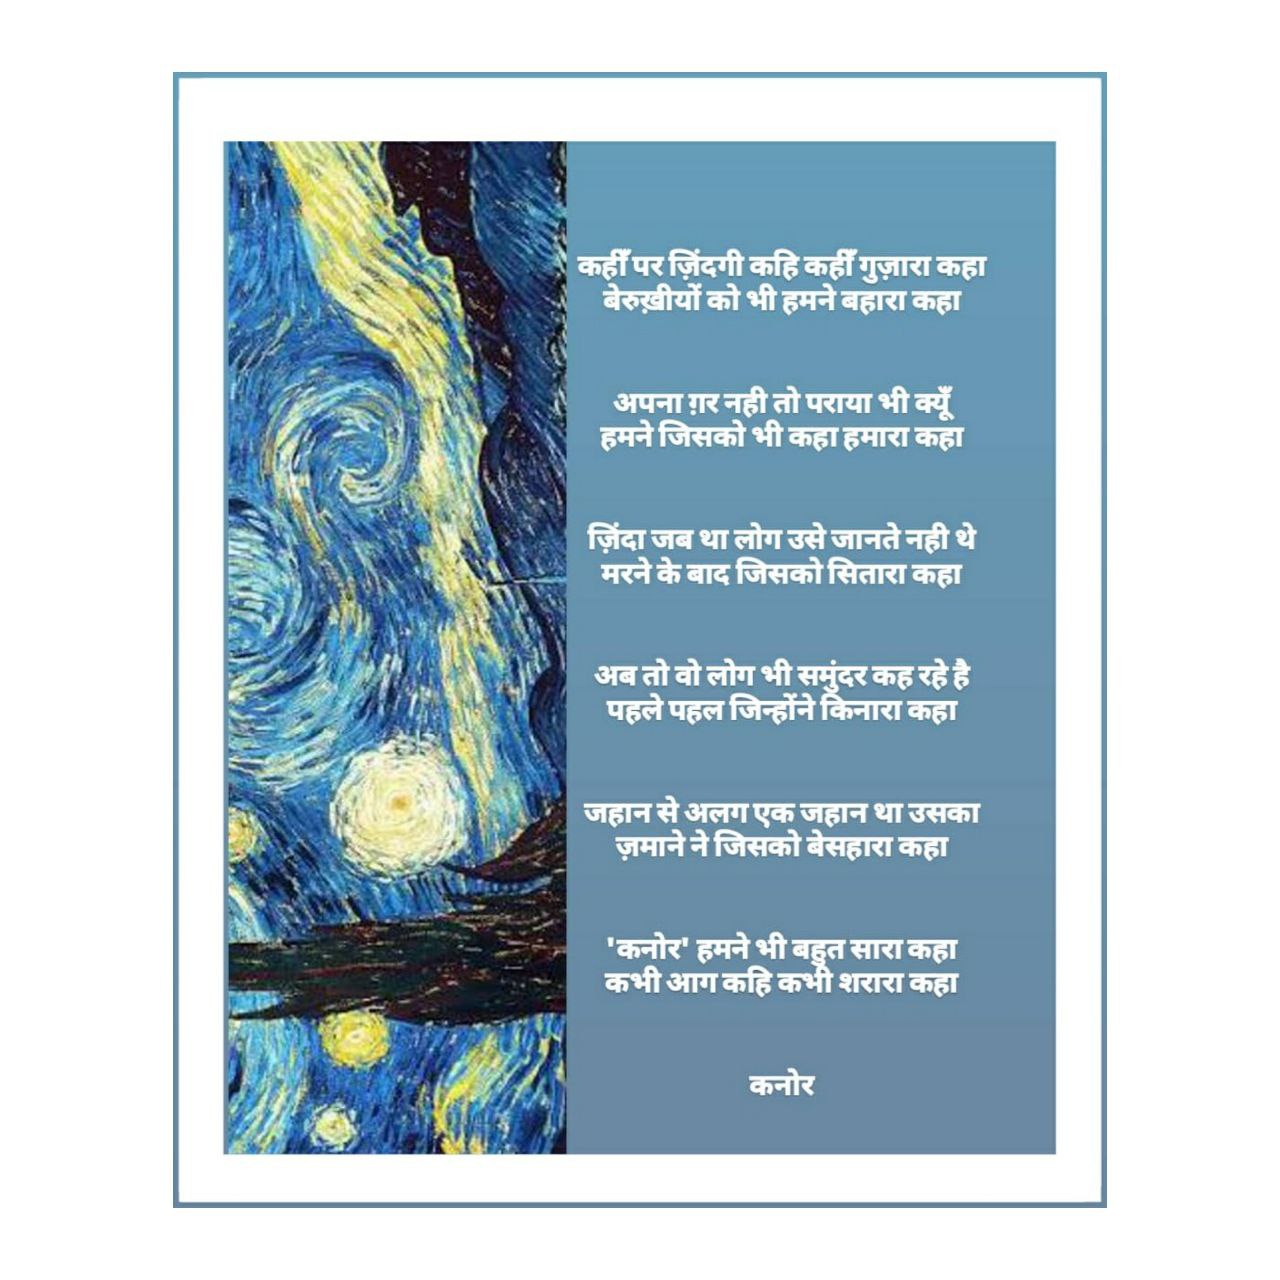 कहीँ पर ज़िंदगी कहि कहीँ गुज़ारा कहा
बेरुख़ीयों को भी हमने बहारा कहा
अपना ग़र नही तो पराया भी क्यूँ
हमने जिसको भी कहा हमारा कहा
ज़िंदा जब था लोग उसे जानते नही थे
मरने के बाद जिसको सितारा कहा
अब तो वो लोग भी समुंदर कह रहे है
पहले पहल जिन्होंने किनारा कहा
जहान से अलग एक जहान था उसका
ज़माने ने जिसको बेसहारा कहा
'कनोर' हमने भी बहुत सारा कहा
कभी आग कहि कभी शरारा कहा
कनोर